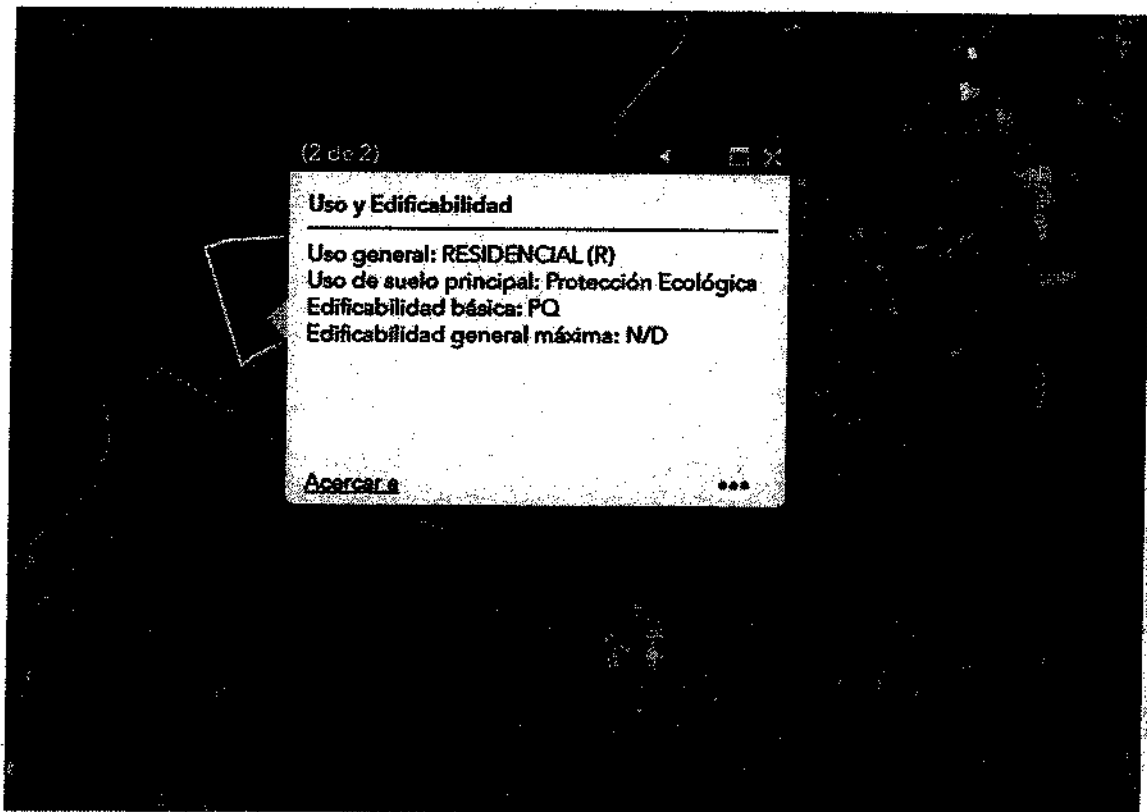 (2 de 2)
Uso y Edificabilidad
Uso general: RESIDENCIAL (R)
Uso de suelo principal: Protección Ecológica
Edificabilidad básica: PQ
Edificabilidad general máxima: N/D
Acercar a